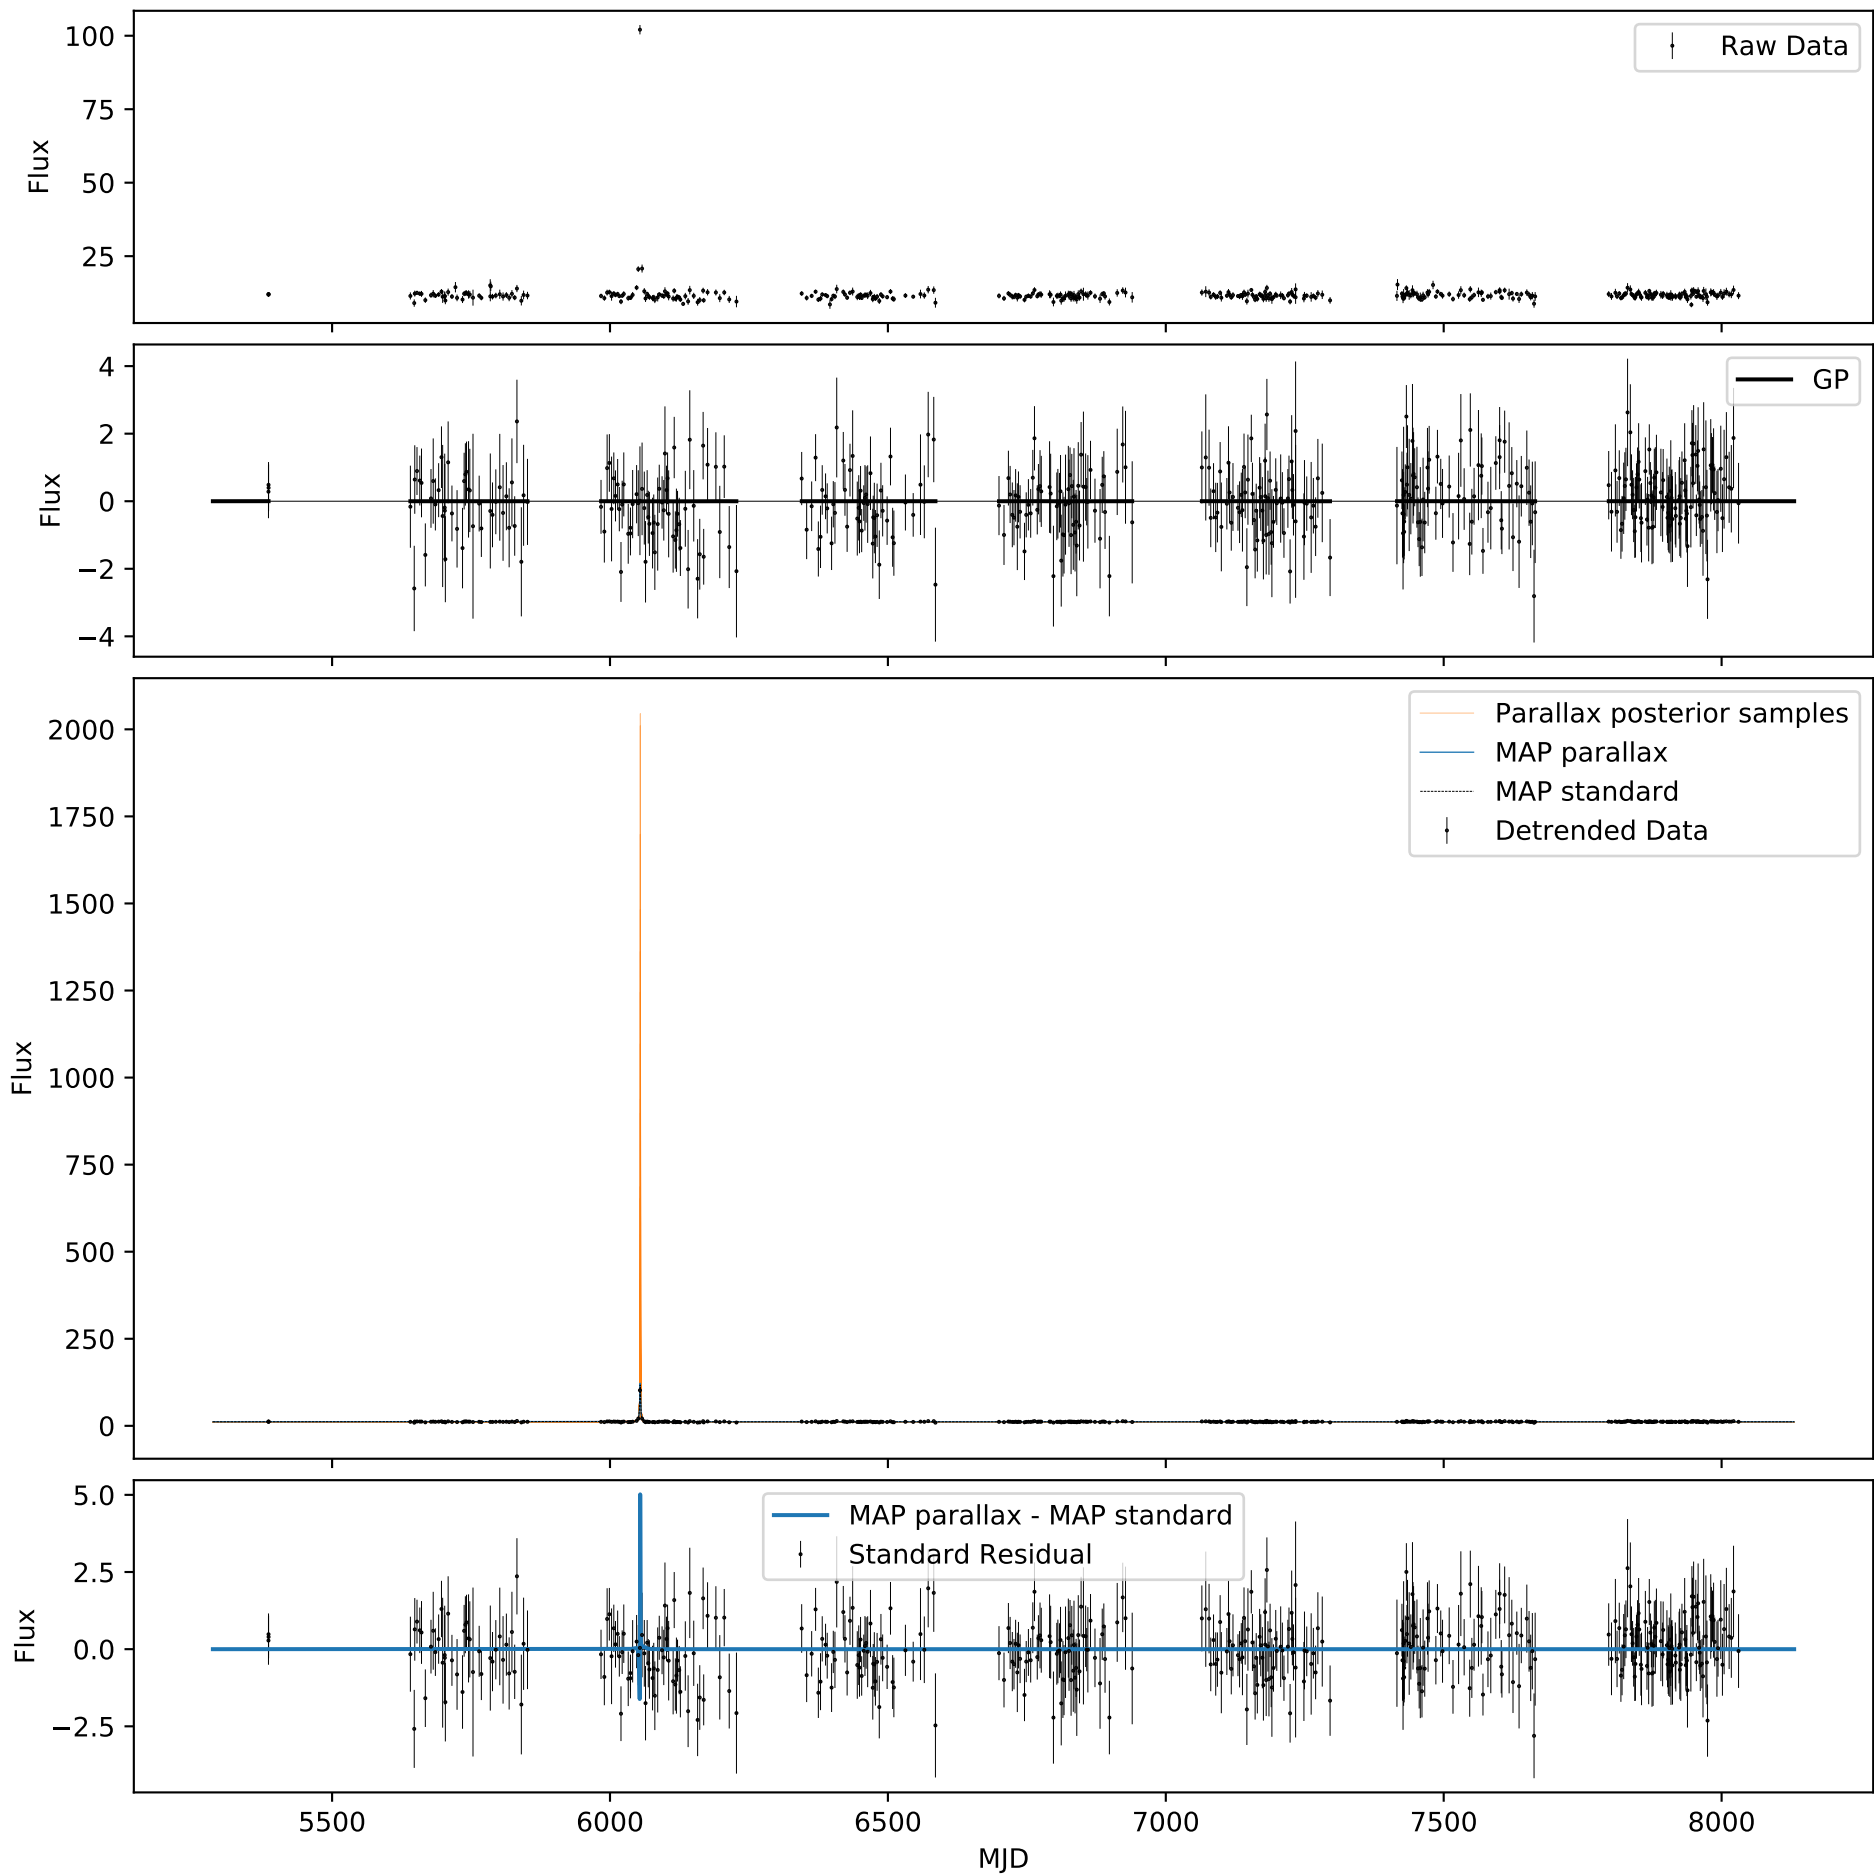 100
75
50
25
Flux
Raw Data
4
2
0
−2
−4
Flux
GP
2000
1750
1500
1250
1000
750
500
250
0
Flux
Parallax posterior samples
MAP parallax
MAP standard
Detrended Data
5.0
2.5
0.0
−2.5
Flux
MAP parallax - MAP standard
Standard Residual
5500 6000 6500 7000 7500 8000
MJD